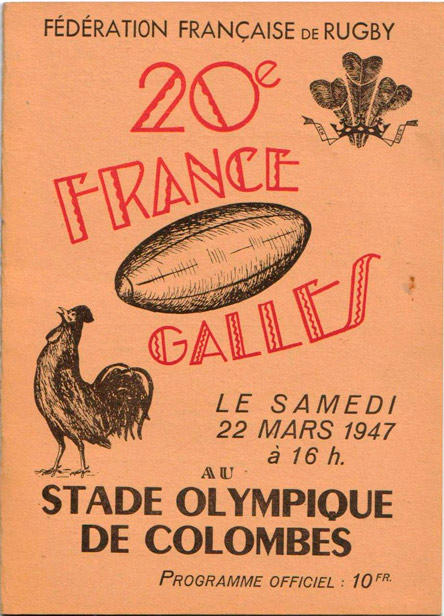 FÉDÉRATION FRANÇAISE DE RUGBY
20e
FRANCE
GALLES
LE SAMEDI
22 MARS 1947
à 16 h.
AU
STADE OLYMPIQUE
DE COLOMBES
PROGRAMME OFFICIEL : 10 FR.